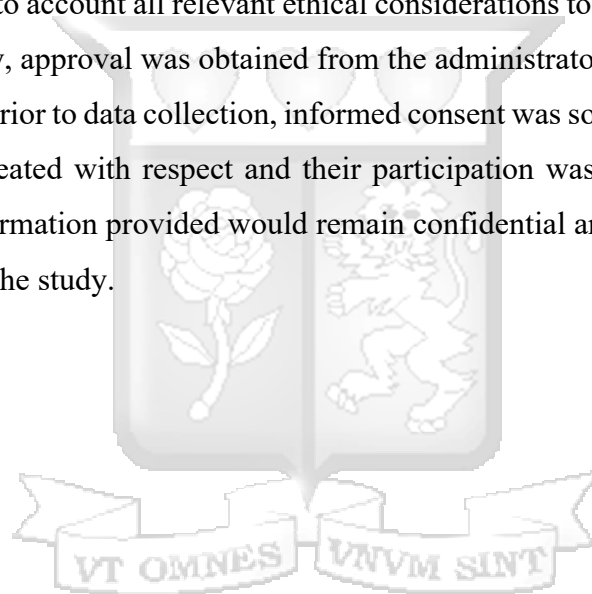 to account all relevant ethical considerations to
y, approval was obtained from the administrato
rior to data collection, informed consent was so
eated with respect and their participation was
ormation provided would remain confidential an
he study.
VT OMNES VNVM SINT